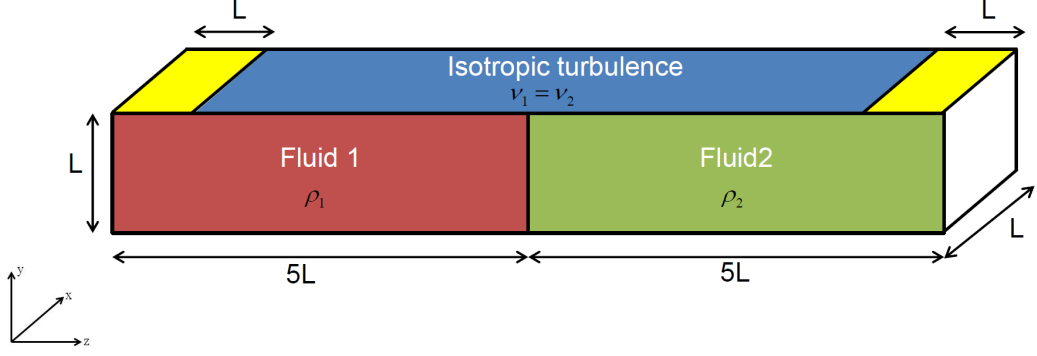 L
L
Isotropic turbulence
ν₁ = ν₂
L
Fluid 1
Fluid2
ρ₁
ρ₂
L
5L
5L
y
x
z